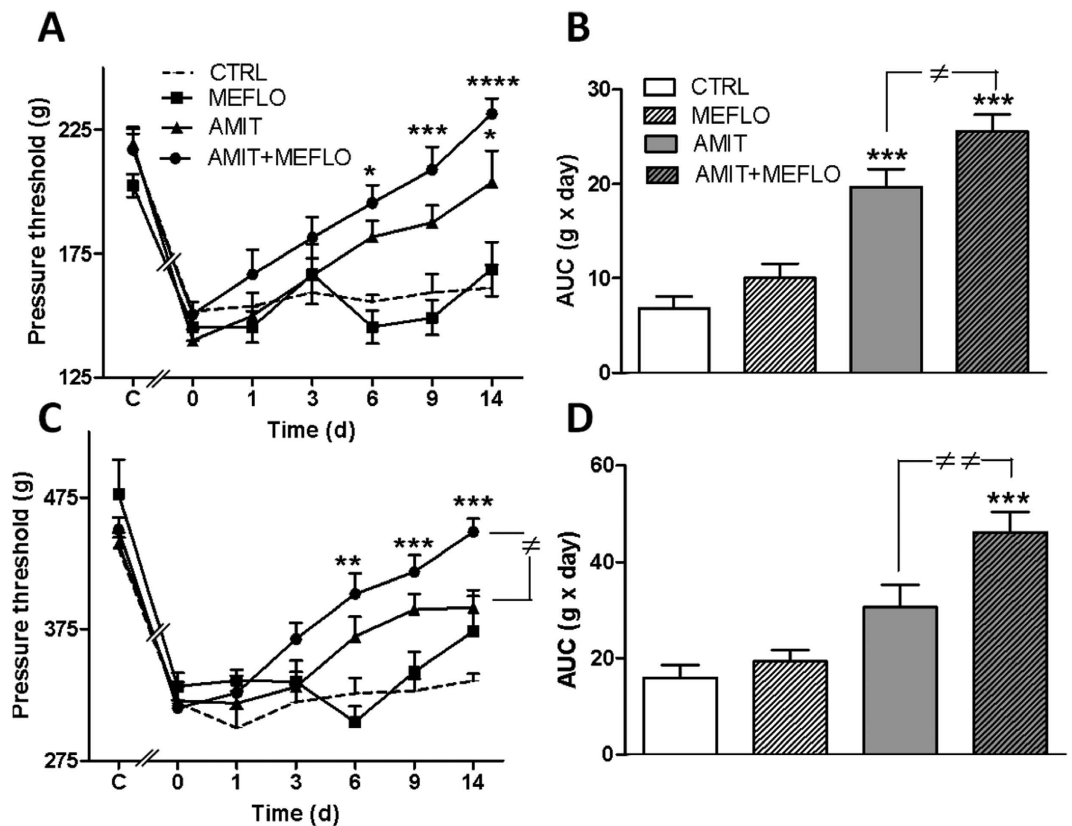 A
CTRL
MEFLO
AMIT
AMIT+MEFLO
Pressure threshold (g)
225
175
125
*
***
****
*
C 0 1 3 6 9 14
Time (d)
B
CTRL
MEFLO
AMIT
AMIT+MEFLO
AUC (g x day)
30
20
10
0
≠
***
***
C
Pressure threshold (g)
475
375
275
**
***
***
≠
C 0 1 3 6 9 14
Time (d)
D
AUC (g x day)
60
40
20
0
≠ ≠
***